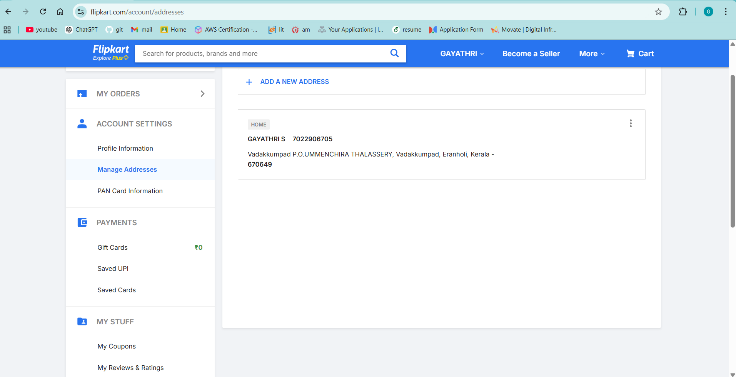 flipkart.com/account/addresses
youtube
ChatGPT
git
mail
Home
AWS Certification -...
lit
am
Your Applications | I...
resume
Application Form
Movate | Digital Infr...
Flipkart
Explore Plus
Search for products, brands and more
GAYATHRI
Become a Seller
More
Cart
+ ADD A NEW ADDRESS
MY ORDERS
ACCOUNT SETTINGS
Profile Information
Manage Addresses
PAN Card Information
HOME
GAYATHRI S 7022906705
Vadakkumpad P.O,UMMENCHIRA THALASSERY, Vadakkumpad, Eranholi, Kerala -
670649
PAYMENTS
Gift Cards ₹0
Saved UPI
Saved Cards
MY STUFF
My Coupons
My Reviews & Ratings